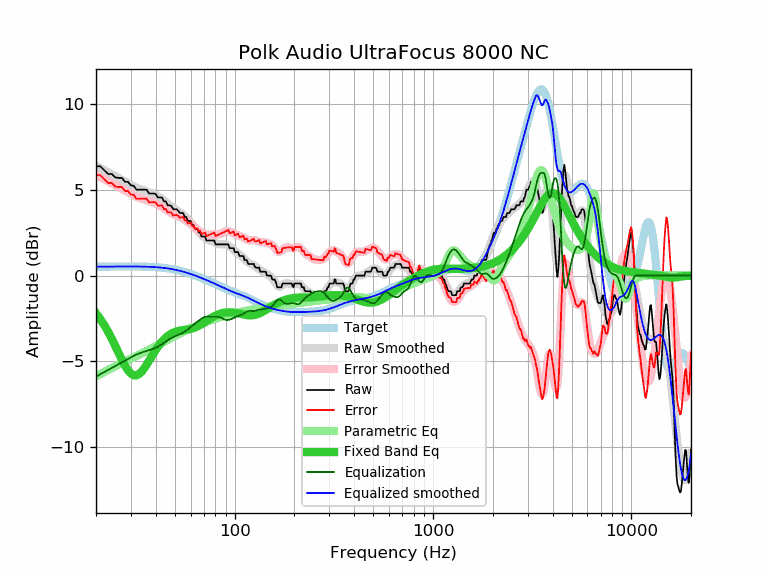 Polk Audio UltraFocus 8000 NC
10
5
0
−5
−10
Amplitude (dBr)
Target
Raw Smoothed
Error Smoothed
Raw
Error
Parametric Eq
Fixed Band Eq
Equalization
Equalized smoothed
100 1000 10000
Frequency (Hz)